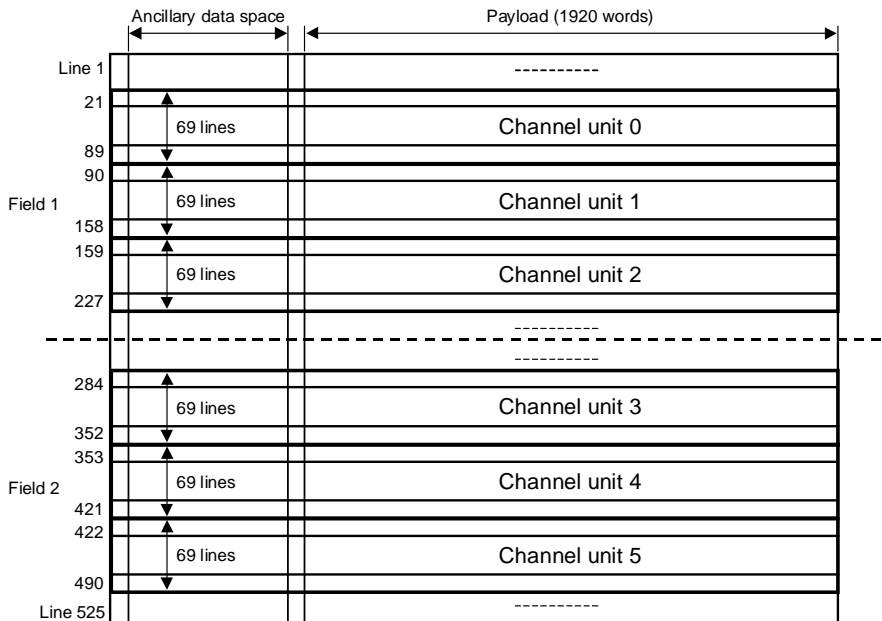 Ancillary data space
Payload (1920 words)
Line 1
----------
21
69 lines
Channel unit 0
89
90
69 lines
Channel unit 1
Field 1
158
159
69 lines
Channel unit 2
227
----------
----------
284
69 lines
Channel unit 3
352
353
69 lines
Channel unit 4
Field 2
421
422
69 lines
Channel unit 5
490
Line 525
----------